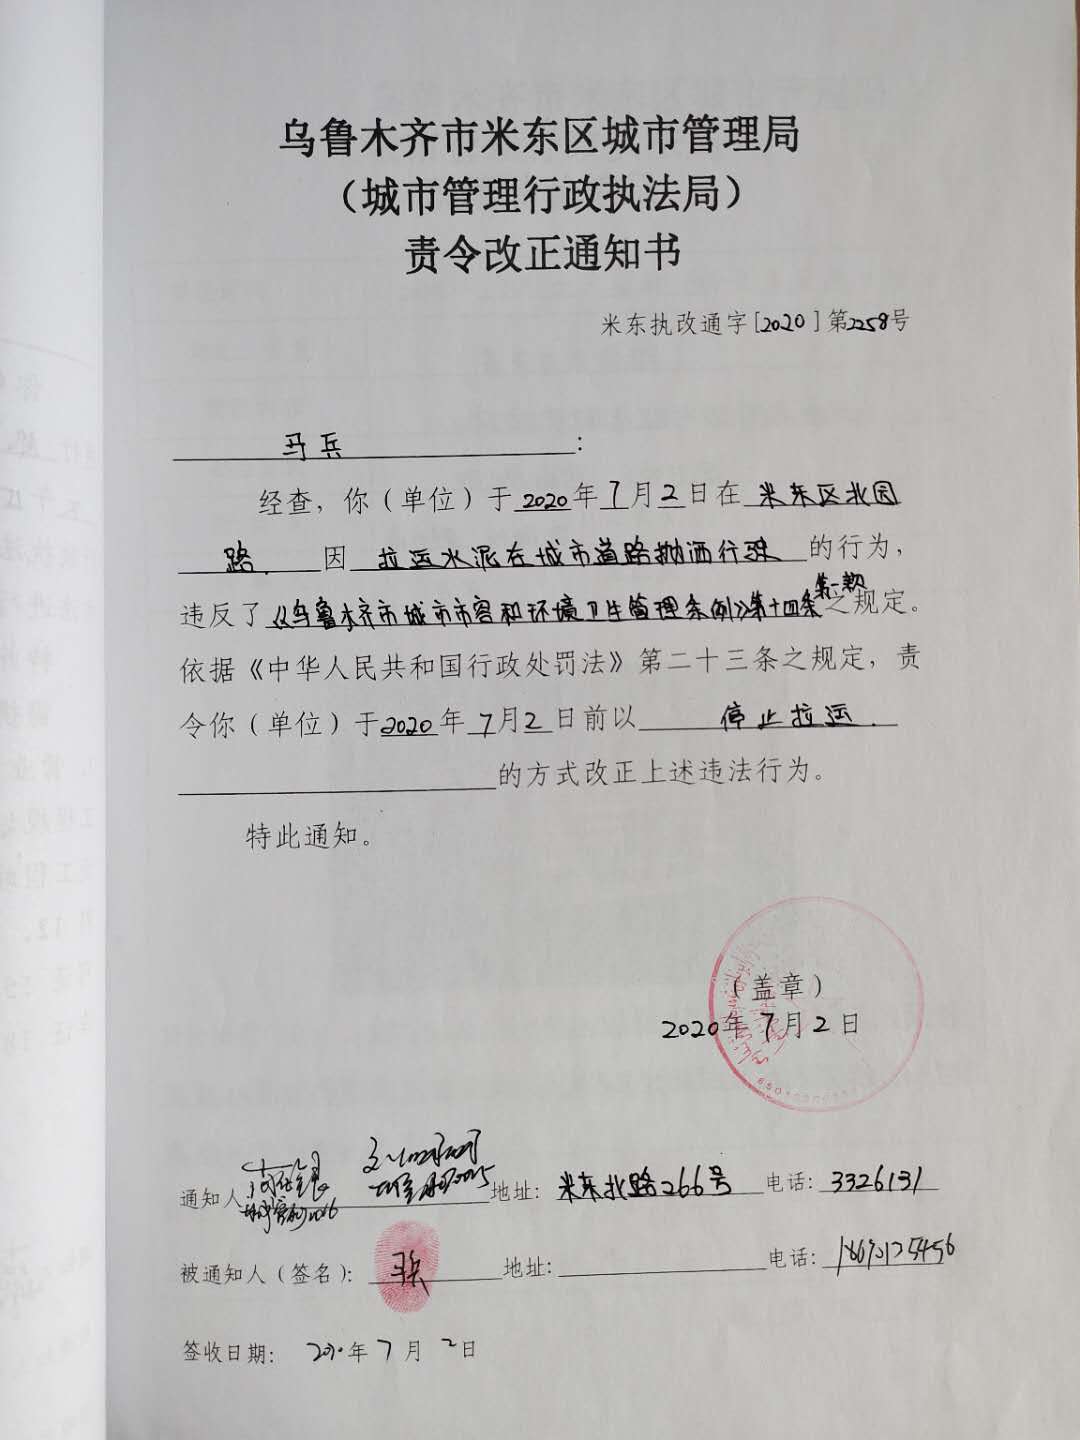 乌鲁木齐市米东区城市管理局
（城市管理行政执法局）
责令改正通知书
米东执改通字[2020]第2258号
马兵：
经查，你（单位）于2020年7月2日在 米东区北园
路. 因 拉运水泥在城市道路抛洒行驶 的行为，
违反了《乌鲁木齐市城市市容和环境卫生管理条例》第十四条第一款之规定。
依据《中华人民共和国行政处罚法》第二十三条之规定，责
令你（单位）于2020年7月2日前以 停止拉运.
的方式改正上述违法行为。
特此通知。
（盖章）
2020年7月2日
通知人 地址：米东北路266号 电话：3326131
被通知人（签名）：马兵 地址： 电话：
签收日期：2020年7月2日